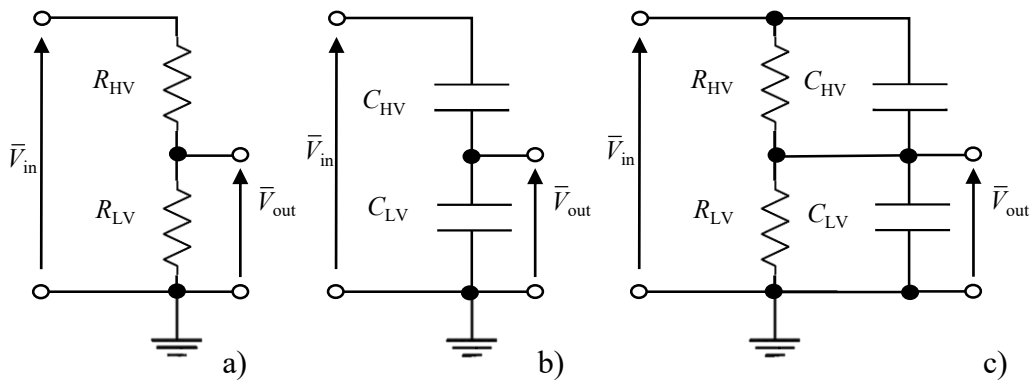 R_HV
V̅_in
R_LV
V̅_out
a)
C_HV
V̅_in
C_LV
V̅_out
b)
R_HV
C_HV
V̅_in
R_LV
C_LV
V̅_out
c)